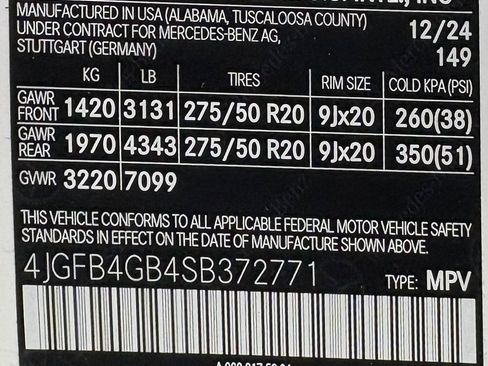 MANUFACTURED IN USA (ALABAMA, TUSCALOOSA COUNTY)
UNDER CONTRACT FOR MERCEDES-BENZ AG, 12/24
STUTTGART (GERMANY) 149
KG LB TIRES RIM SIZE COLD KPA (PSI)
GAWR FRONT 1420 3131 275/50 R20 9Jx20 260(38)
GAWR REAR 1970 4343 275/50 R20 9Jx20 350(51)
GVWR 3220 7099
THIS VEHICLE CONFORMS TO ALL APPLICABLE FEDERAL MOTOR VEHICLE SAFETY
STANDARDS IN EFFECT ON THE DATE OF MANUFACTURE SHOWN ABOVE.
4JGFB4GB4SB372771 TYPE: MPV